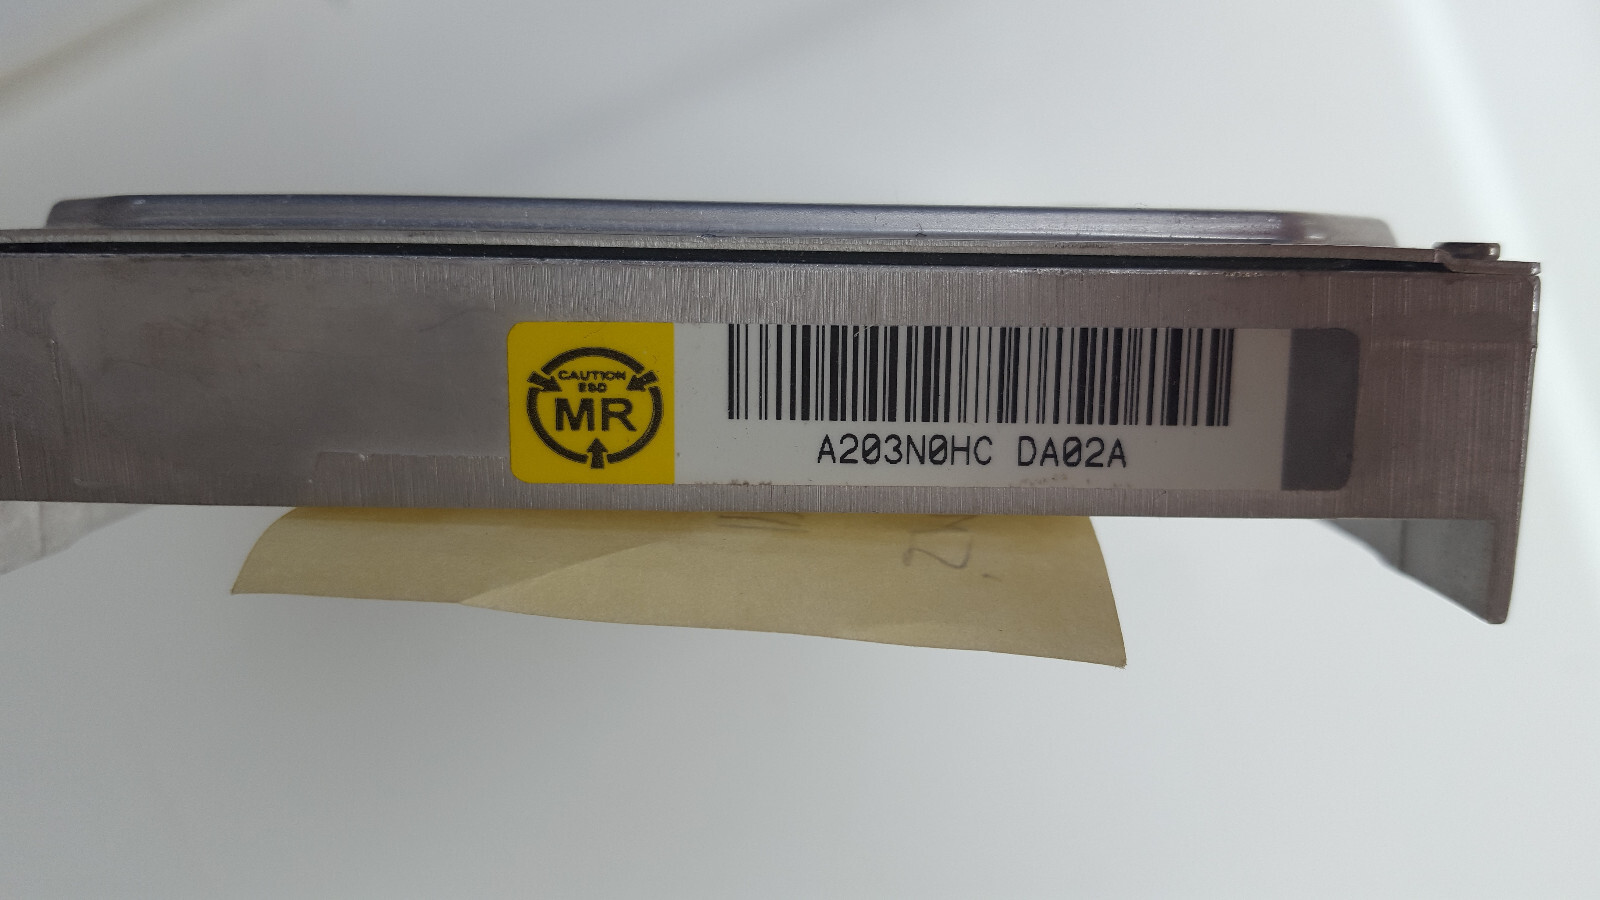 CAUTION
ESD
MR
A203N0HC DA02A